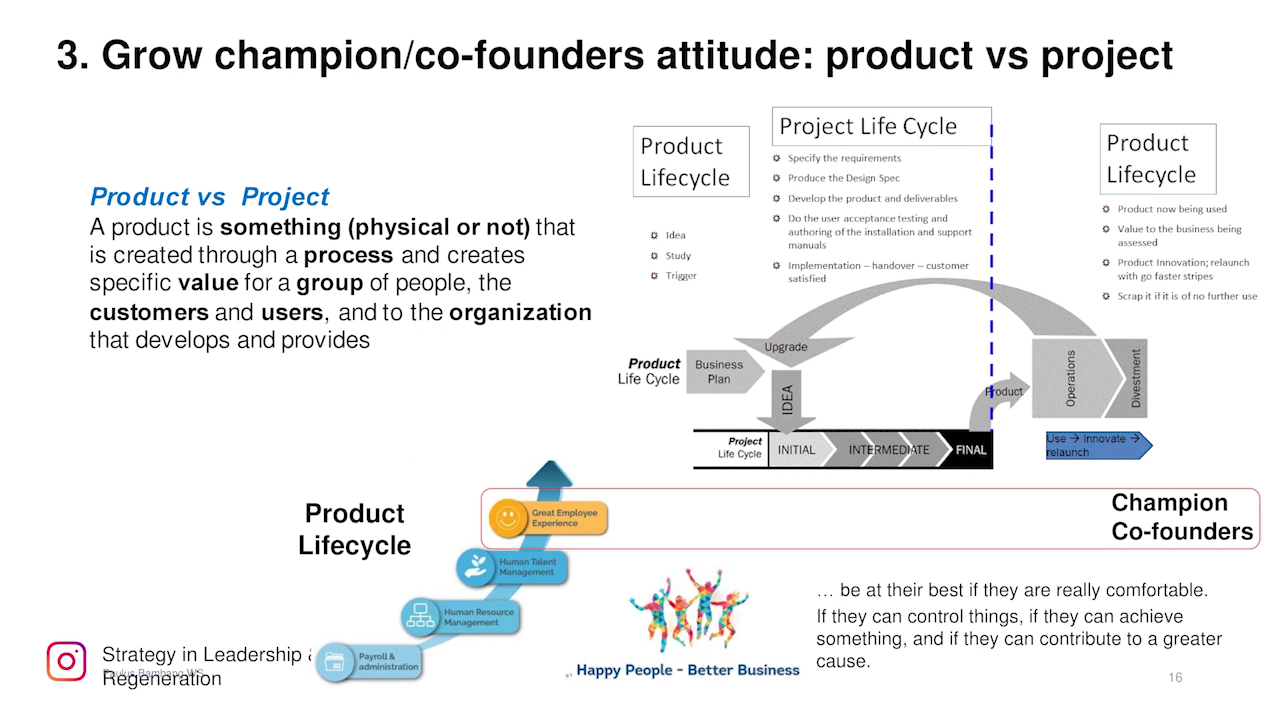 3. Grow champion/co-founders attitude: product vs project
Product vs Project
A product is something (physical or not) that
is created through a process and creates
specific value for a group of people, the
customers and users, and to the organization
that develops and provides
Product
Lifecycle
Idea
Study
Trigger
Project Life Cycle
Specify the requirements
Produce the Design Spec
Develop the product and deliverables
Do the user acceptance testing and
authoring of the installation and support
manuals
Implementation – handover – customer
satisfied
Product
Lifecycle
Product now being used
Value to the business being
assessed
Product Innovation; relaunch
with go faster stripes
Scrap it if it is of no further use
Product
Life Cycle
Business
Plan
Upgrade
IDEA
Product
Operations
Divestment
Project
Life Cycle
INITIAL
INTERMEDIATE
FINAL
Use → Innovate →
relaunch
Product
Lifecycle
Great Employee
Experience
Human Talent
Management
Human Resource
Management
Payroll &
administration
Champion
Co-founders
Happy People - Better Business
… be at their best if they are really comfortable.
If they can control things, if they can achieve
something, and if they can contribute to a greater
cause.
Strategy in Leadership
Regeneration
Paulus Bambang WS
16